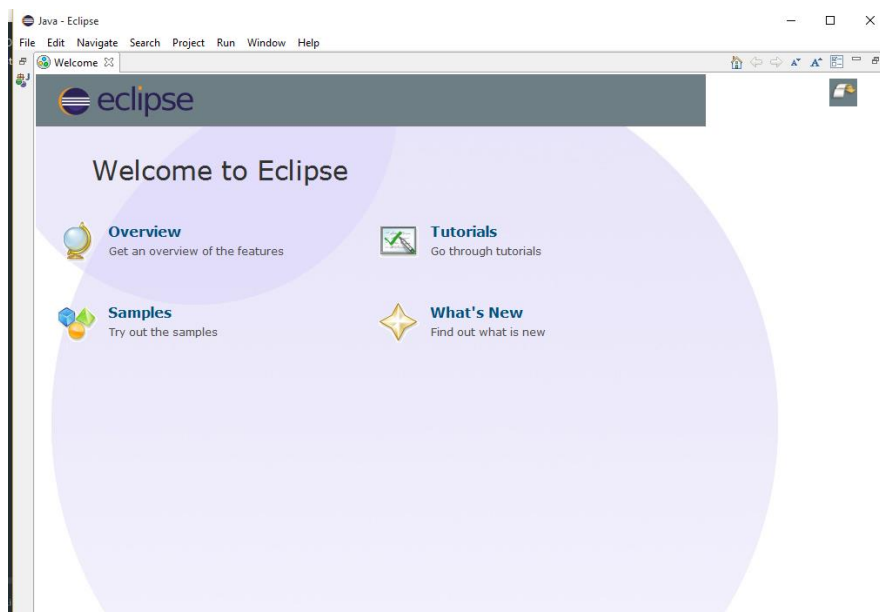 Java - Eclipse
File Edit Navigate Search Project Run Window Help
Welcome
eclipse
Welcome to Eclipse
Overview
Get an overview of the features
Tutorials
Go through tutorials
Samples
Try out the samples
What's New
Find out what is new